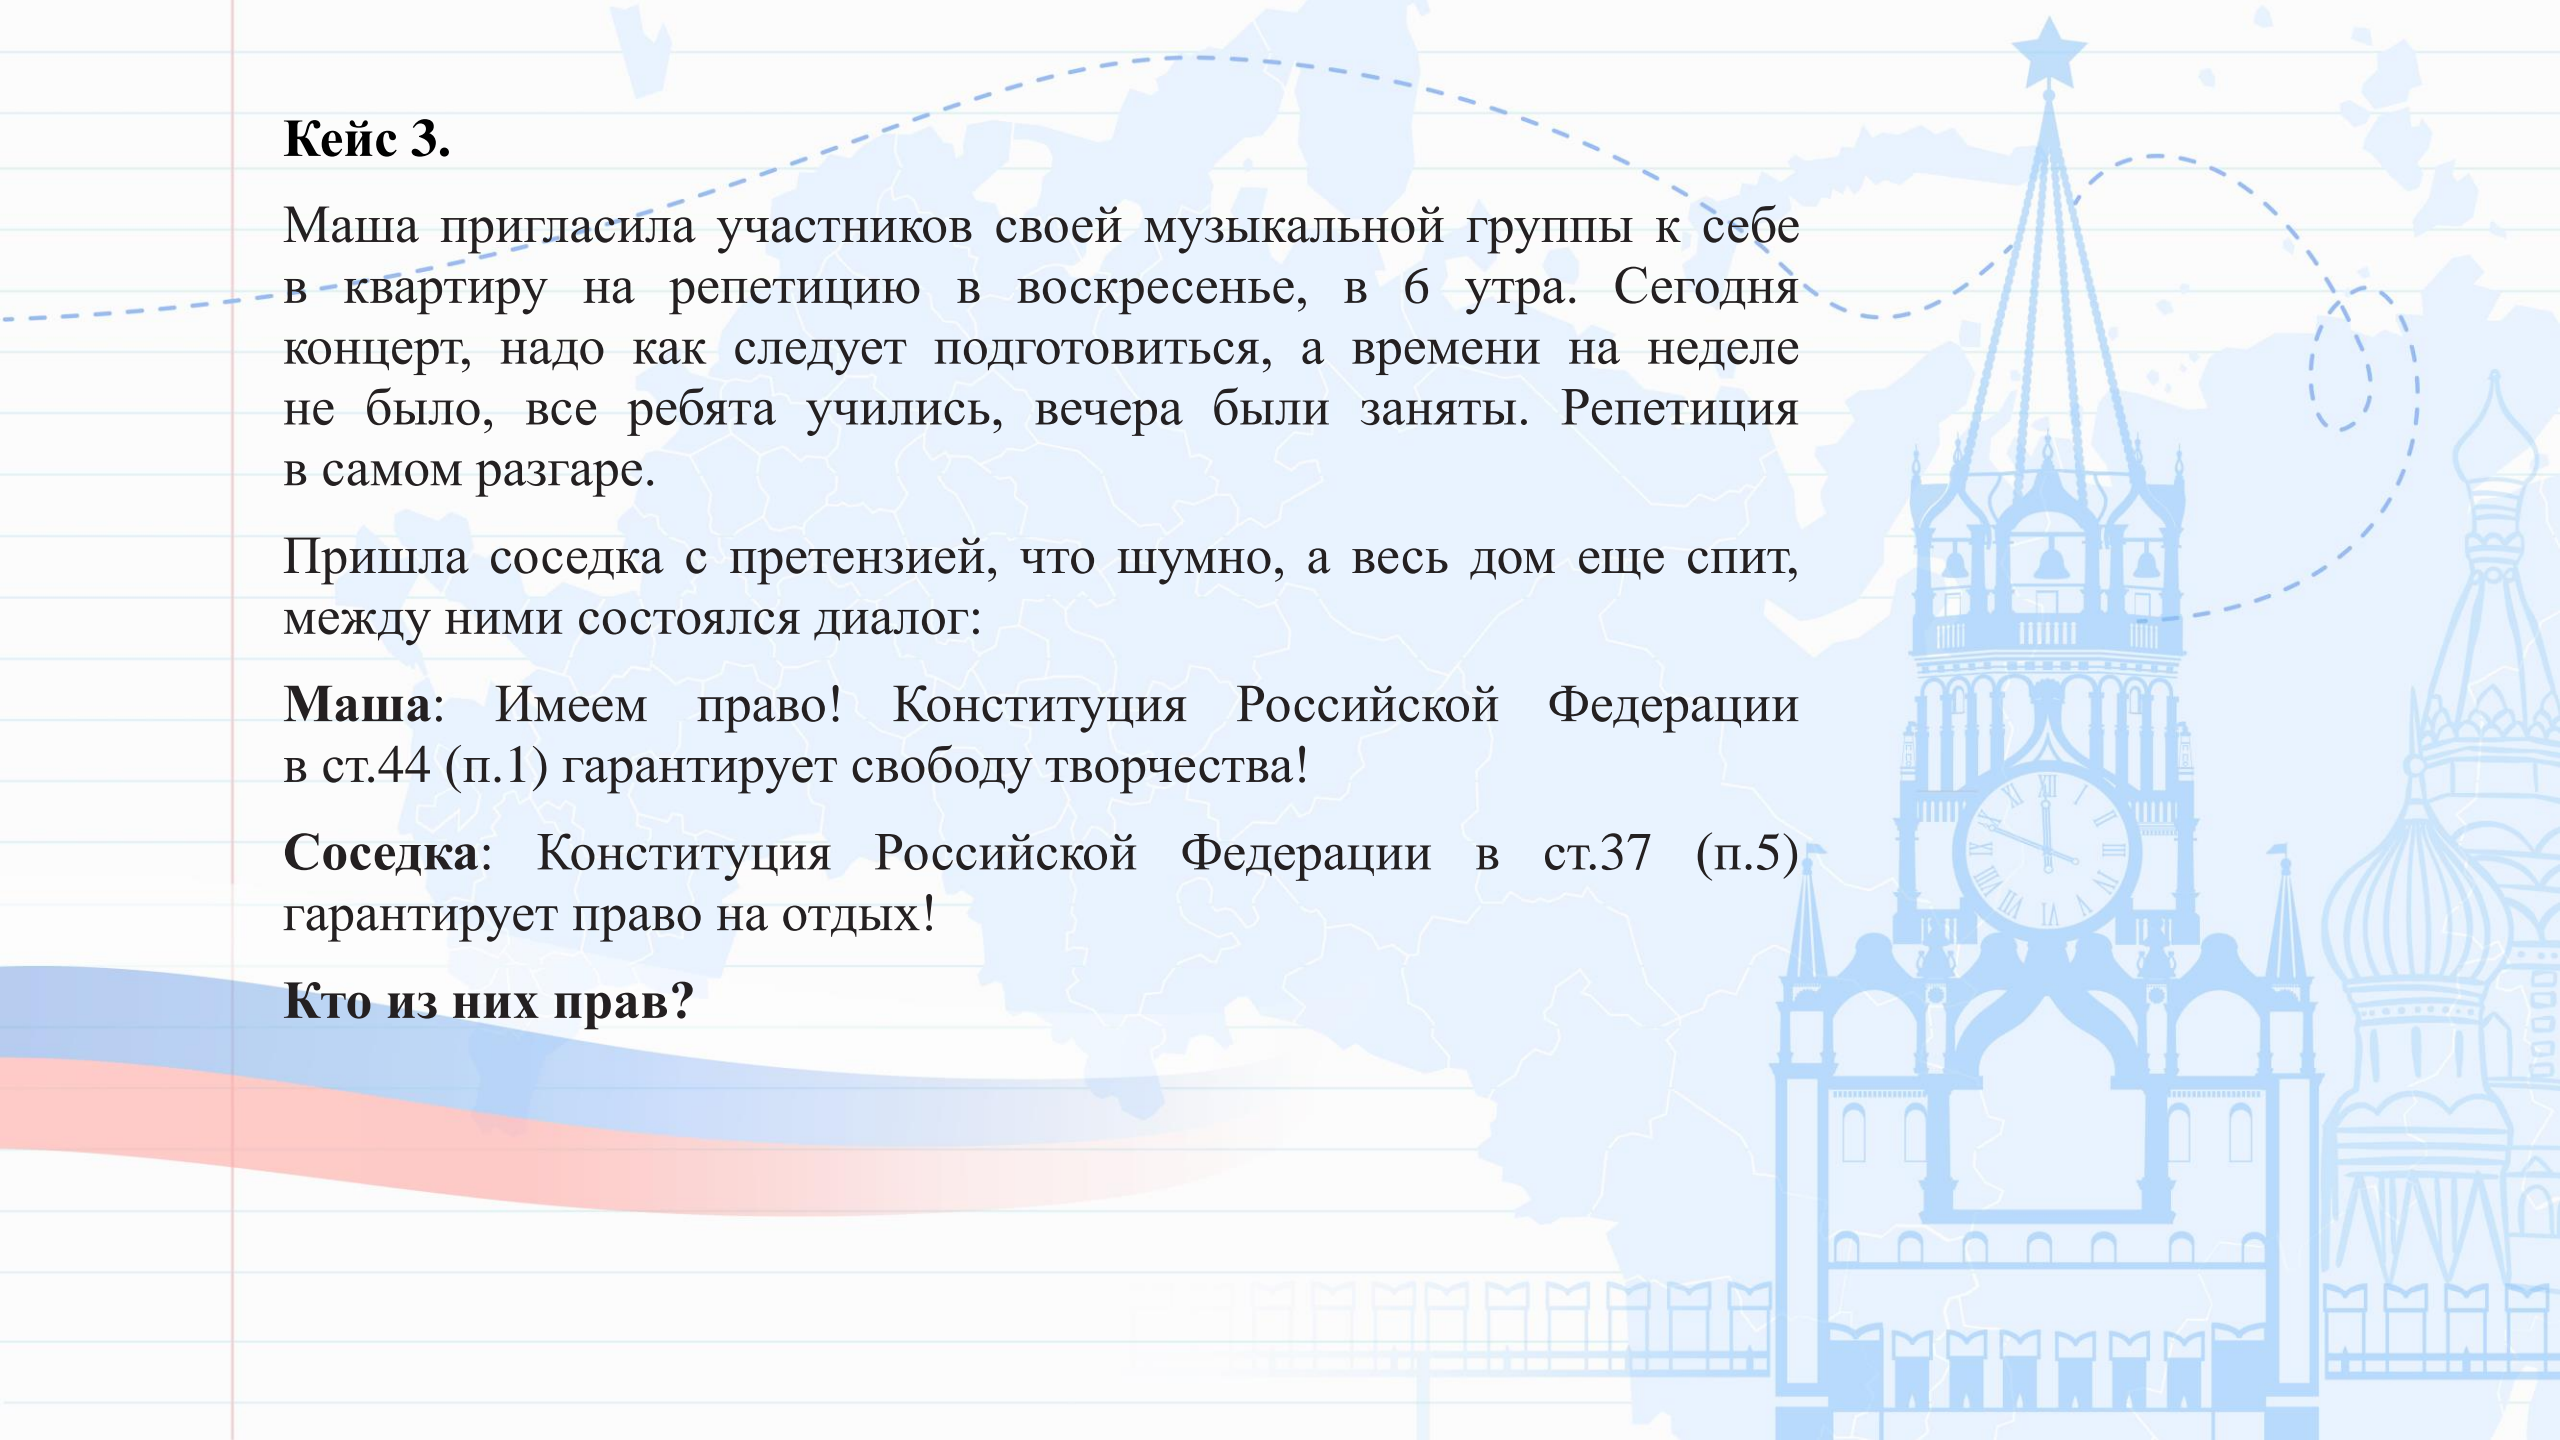 Кейс 3.
Маша пригласила участников своей музыкальной группы к себе
в квартиру на репетицию в воскресенье, в 6 утра. Сегодня
концерт, надо как следует подготовиться, а времени на неделе
не было, все ребята учились, вечера были заняты. Репетиция
в самом разгаре.
Пришла соседка с претензией, что шумно, а весь дом еще спит,
между ними состоялся диалог:
Маша: Имеем право! Конституция Российской Федерации
в ст.44 (п.1) гарантирует свободу творчества!
Соседка: Конституция Российской Федерации в ст.37 (п.5)
гарантирует право на отдых!
Кто из них прав?